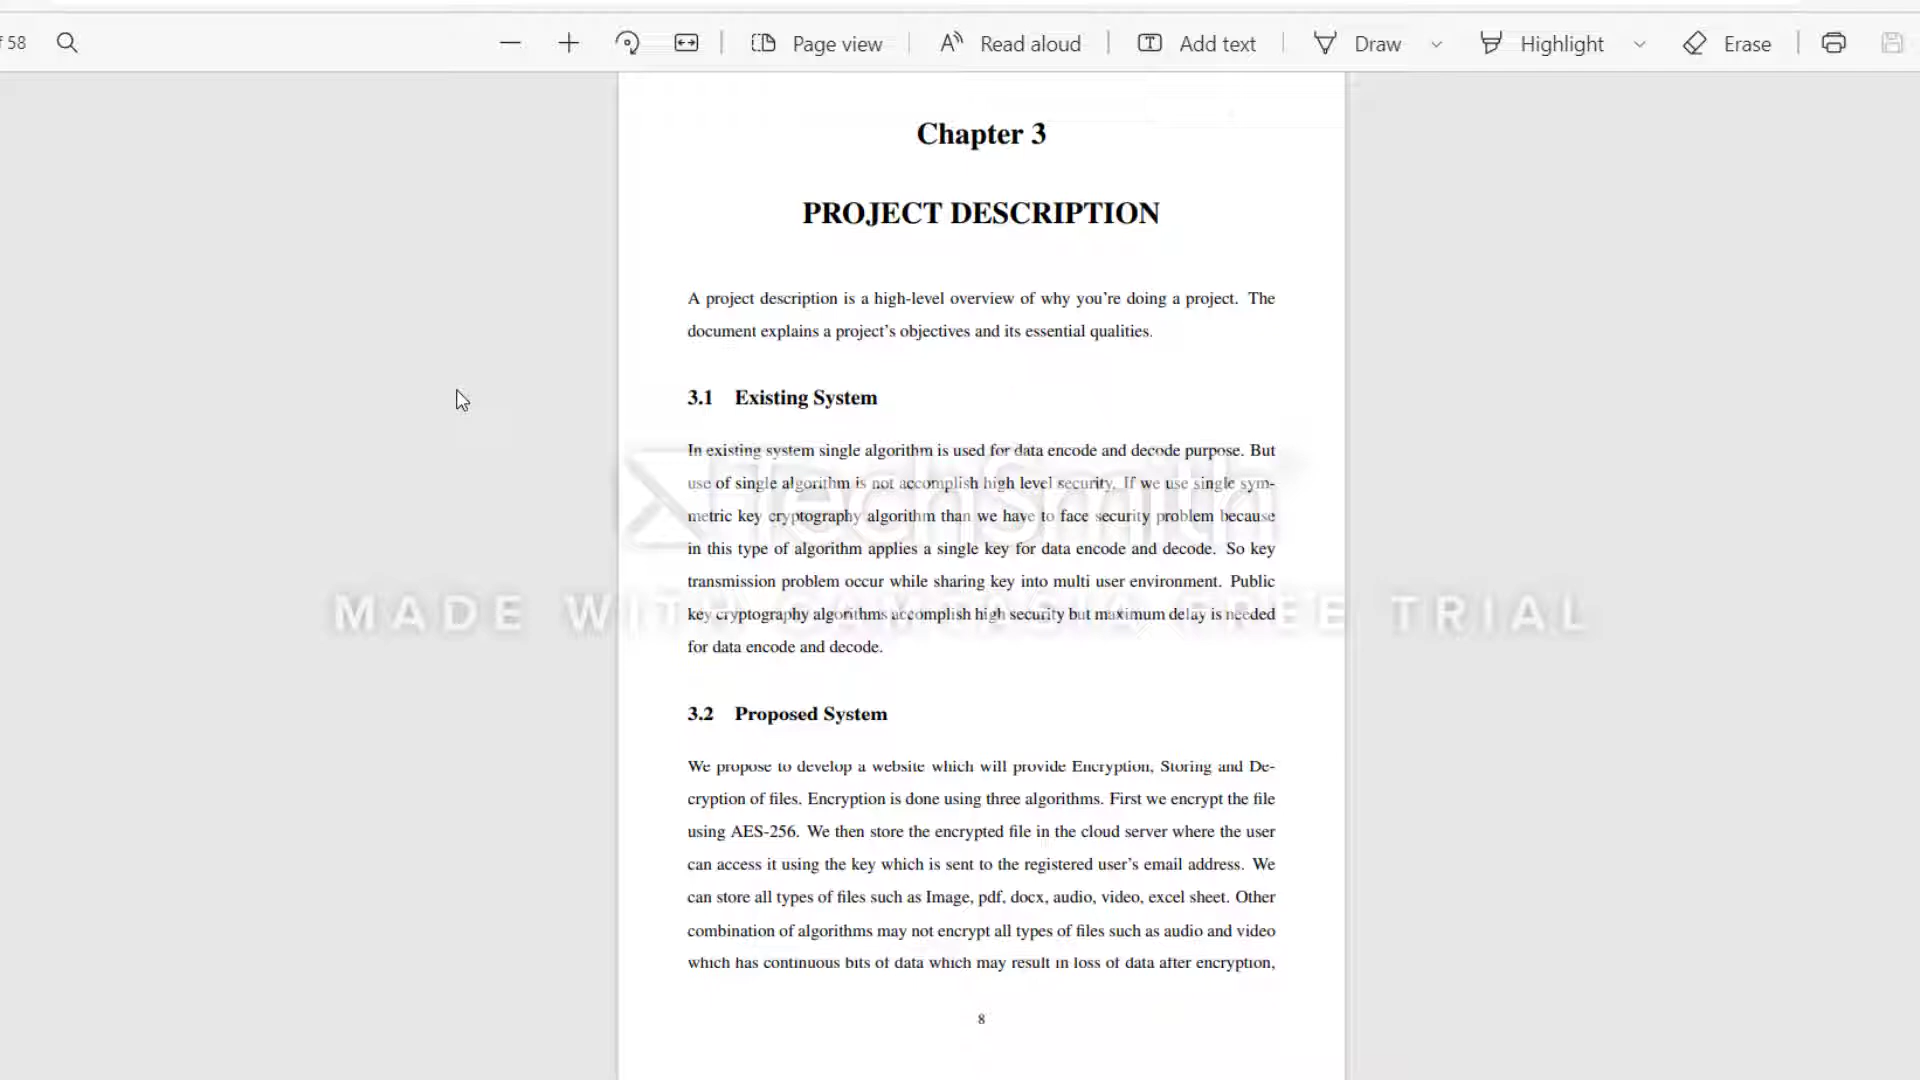 f 58 Page view Read aloud Add text Draw Highlight Erase
Chapter 3
PROJECT DESCRIPTION
A project description is a high-level overview of why you're doing a project. The
document explains a project's objectives and its essential qualities.
3.1 Existing System
In existing system single algorithm is used for data encode and decode purpose. But
use of single algorithm is not accomplish high level security. If we use single sym-
metric key cryptography algorithm than we have to face security problem because
in this type of algorithm applies a single key for data encode and decode. So key
transmission problem occur while sharing key into multi user environment. Public
key cryptography algorithms accomplish high security but maximum delay is needed
for data encode and decode.
TechSmith
MADE WITH CAMTASIA FREE TRIAL
3.2 Proposed System
We propose to develop a website which will provide Encryption, Storing and De-
cryption of files. Encryption is done using three algorithms. First we encrypt the file
using AES-256. We then store the encrypted file in the cloud server where the user
can access it using the key which is sent to the registered user's email address. We
can store all types of files such as Image, pdf, docx, audio, video, excel sheet. Other
combination of algorithms may not encrypt all types of files such as audio and video
which has continuous bits of data which may result in loss of data after encryption,
8